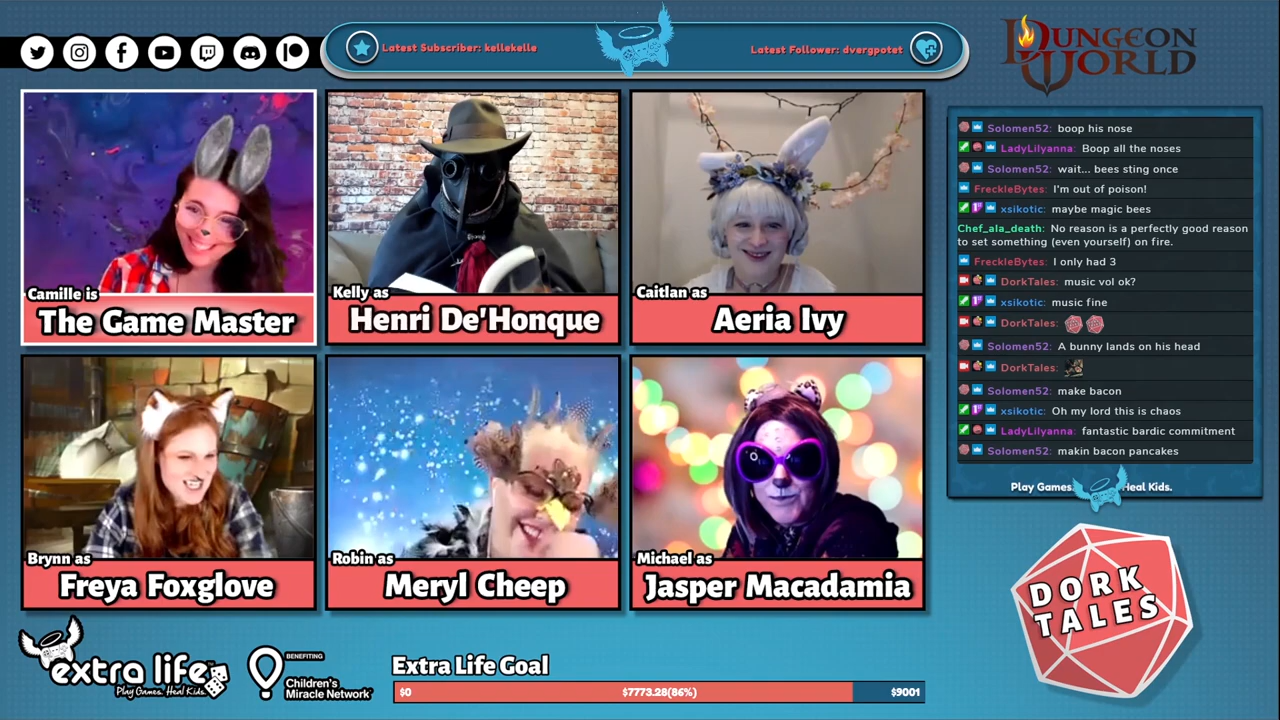 Latest Subscriber: kellekelle
Latest Follower: dvergpotet
DUNGEON
WORLD
Camille is
The Game Master
Kelly as
Henri De'Honque
Caitlan as
Aeria Ivy
Brynn as
Freya Foxglove
Robin as
Meryl Cheep
Michael as
Jasper Macadamia
Solomen52: boop his nose
LadyLilyanna: Boop all the noses
Solomen52: wait... bees sting once
FreckleBytes: I'm out of poison!
xsikotic: maybe magic bees
Chef_ala_death: No reason is a perfectly good reason
to set something (even yourself) on fire.
FreckleBytes: I only had 3
DorkTales: music vol ok?
xsikotic: music fine
DorkTales:
Solomen52: A bunny lands on his head
DorkTales:
Solomen52: make bacon
xsikotic: Oh my lord this is chaos
LadyLilyanna: fantastic bardic commitment
Solomen52: makin bacon pancakes
Play Games. Heal Kids.
DORK
TALES
extra life
Play Games. Heal Kids.
BENEFITING
Children's
Miracle Network
Extra Life Goal
$0 $7773.28(86%) $9001